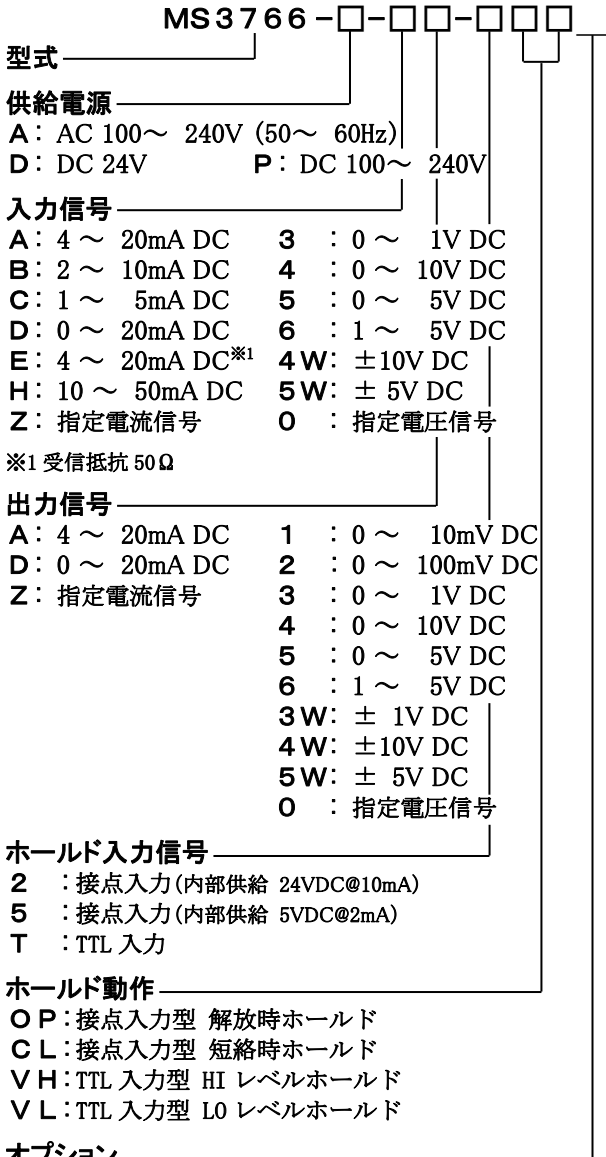 MS3766-□-□□-□□□
型式
供給電源
A: AC 100～ 240V (50～ 60Hz)
D: DC 24V P: DC 100～ 240V
入力信号
A: 4 ～ 20mA DC 3 : 0 ～ 1V DC
B: 2 ～ 10mA DC 4 : 0 ～ 10V DC
C: 1 ～ 5mA DC 5 : 0 ～ 5V DC
D: 0 ～ 20mA DC 6 : 1 ～ 5V DC
E: 4 ～ 20mA DC※1 4W: ±10V DC
H: 10 ～ 50mA DC 5W: ± 5V DC
Z: 指定電流信号 0 : 指定電圧信号
※1 受信抵抗 50Ω
出力信号
A: 4 ～ 20mA DC 1 : 0 ～ 10mV DC
D: 0 ～ 20mA DC 2 : 0 ～ 100mV DC
Z: 指定電流信号 3 : 0 ～ 1V DC
4 : 0 ～ 10V DC
5 : 0 ～ 5V DC
6 : 1 ～ 5V DC
3W: ± 1V DC
4W: ±10V DC
5W: ± 5V DC
0 : 指定電圧信号
ホールド入力信号
2 :接点入力(内部供給 24VDC@10mA)
5 :接点入力(内部供給 5VDC@2mA)
T :TTL 入力
ホールド動作
OP:接点入力型 解放時ホールド
CL:接点入力型 短絡時ホールド
VH:TTL 入力型 HI レベルホールド
VL:TTL 入力型 LO レベルホールド
オプション